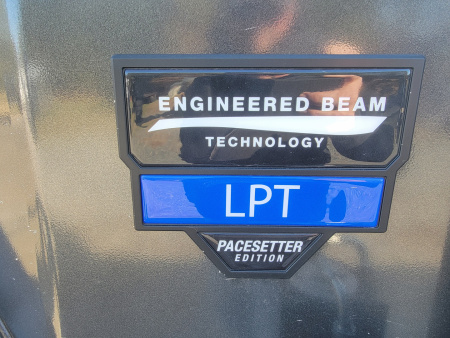 ENGINEERED BEAM
TECHNOLOGY
LPT
PACESETTER
EDITION